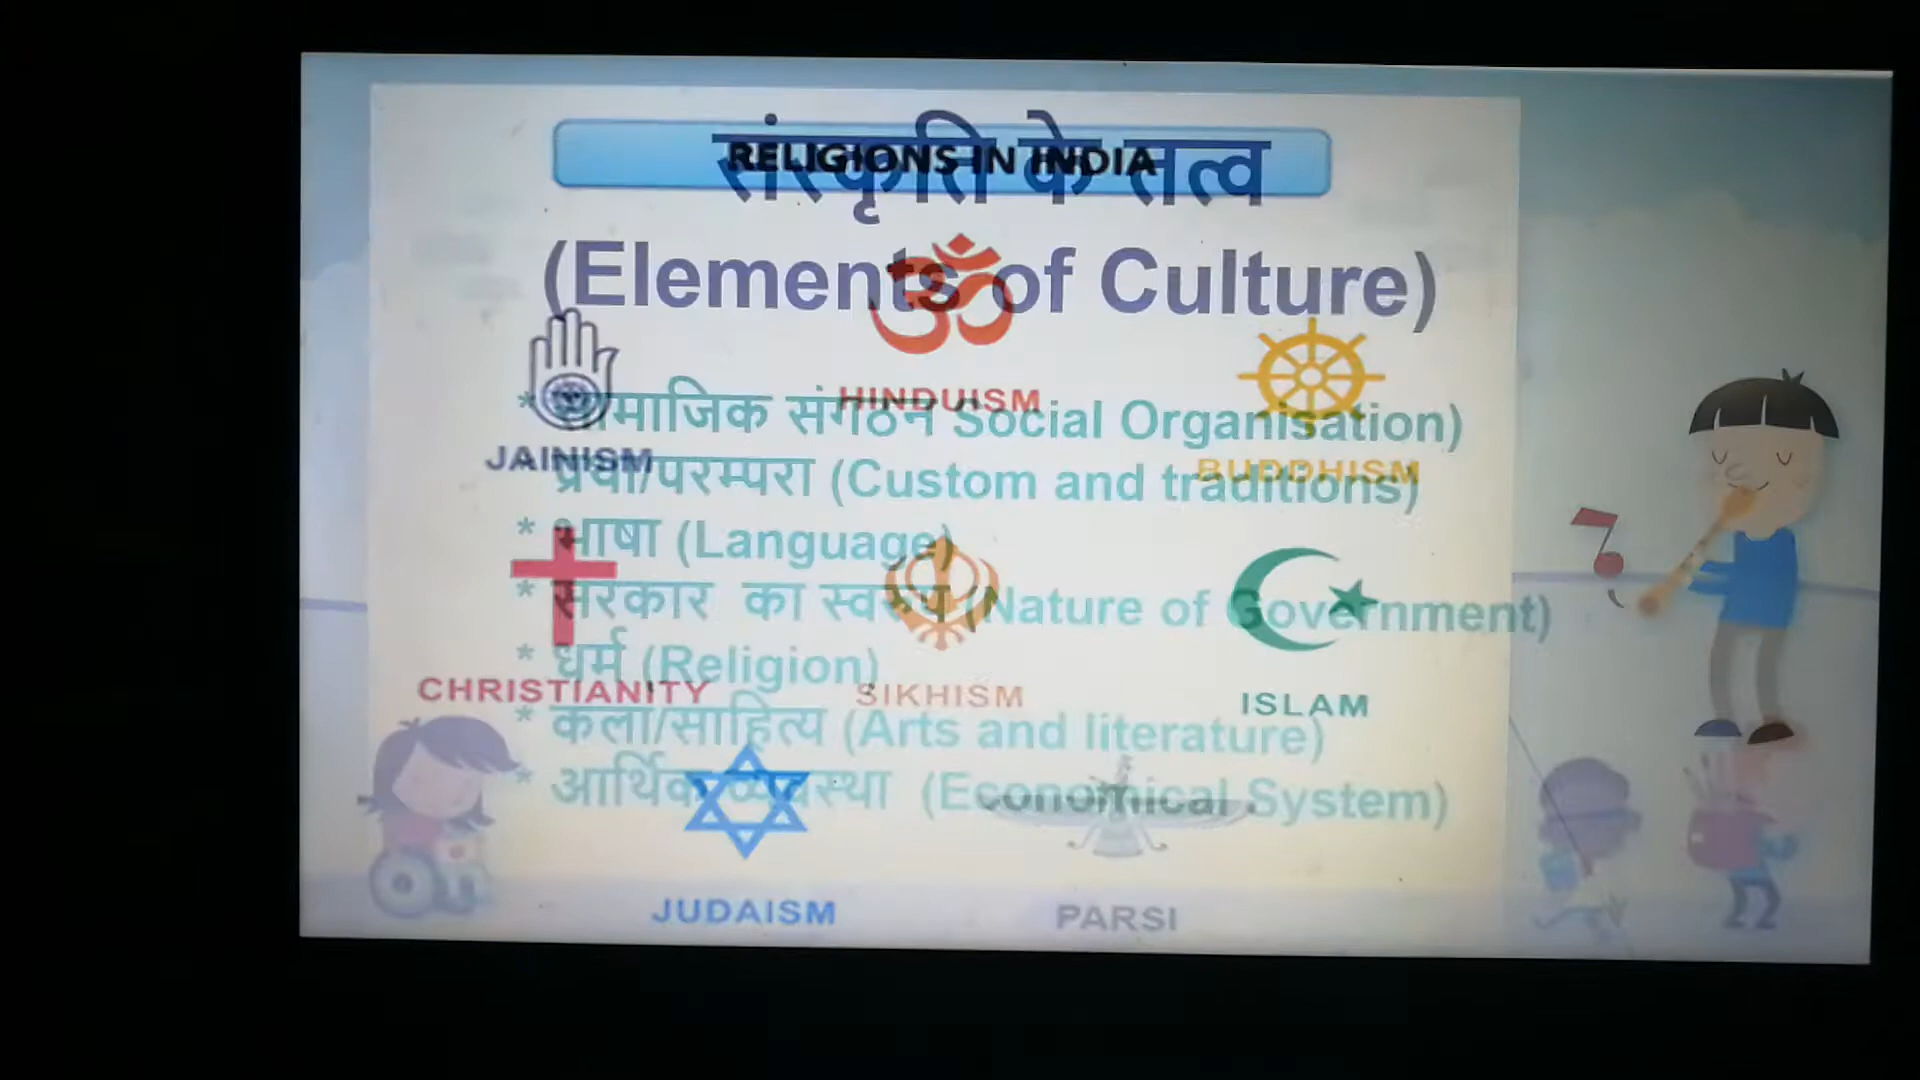 संस्कृति के तत्व
RELIGIONS IN INDIA
(Elements of Culture)
HINDUISM
* सामाजिक संगठन Social Organisation)
JAINISM
BUDDHISM
प्रथा/परम्परा (Custom and traditions)
* भाषा (Language)
* सरकार का स्वरूप (Nature of Government)
* धर्म (Religion)
CHRISTIANITY
SIKHISM
ISLAM
* कला/साहित्य (Arts and literature)
* आर्थिक व्यवस्था (Economical System)
JUDAISM
PARSI